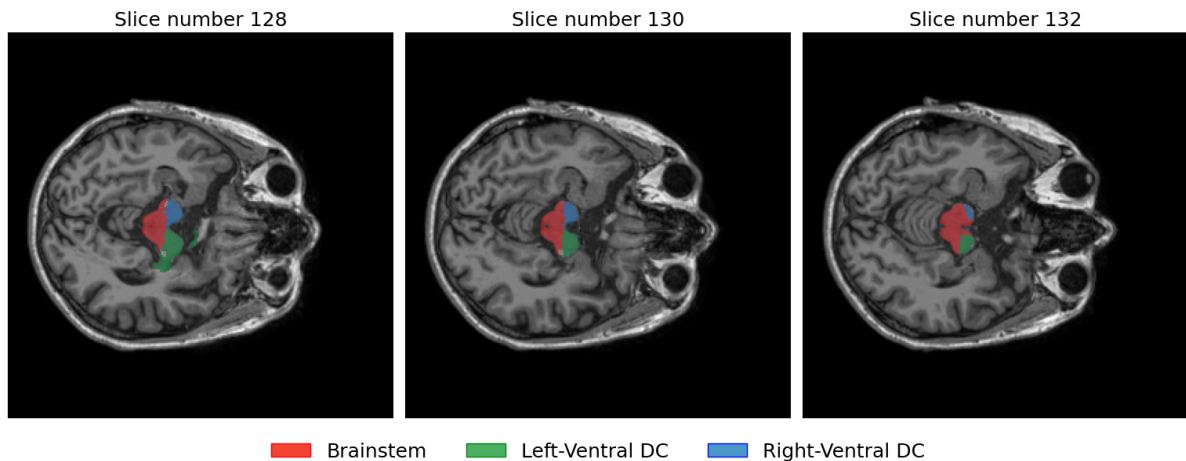 Slice number 128
Slice number 130
Slice number 132
Brainstem
Left-Ventral DC
Right-Ventral DC